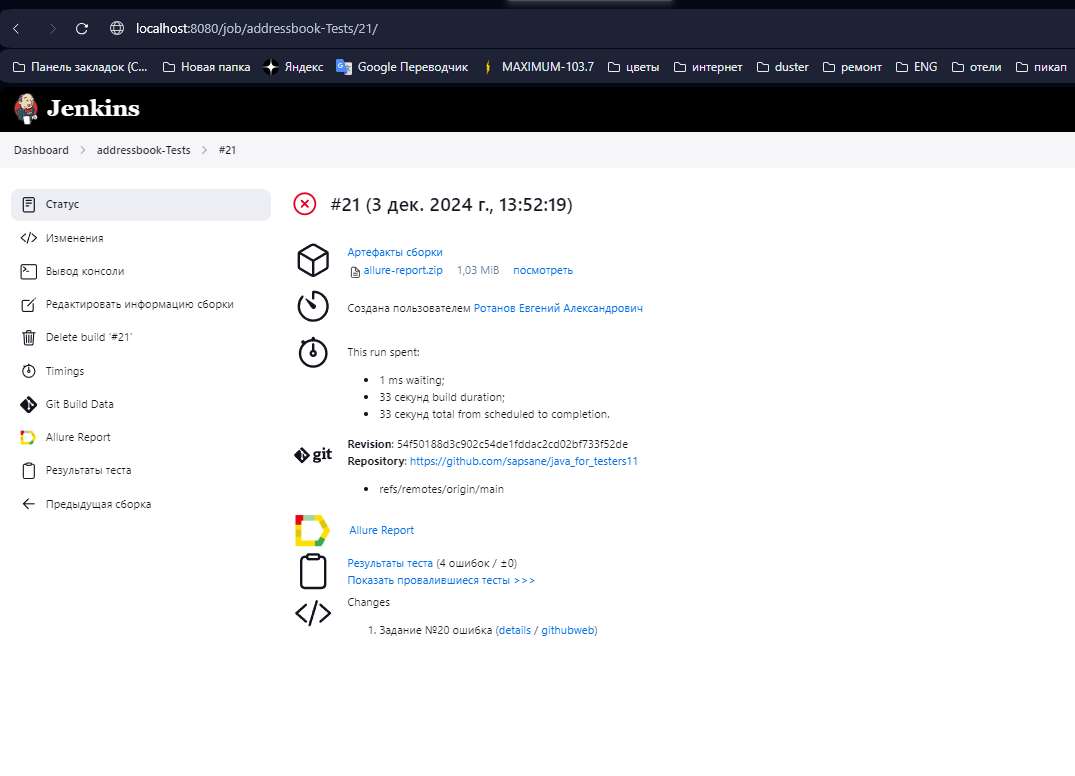 localhost:8080/job/addressbook-Tests/21/
Панель закладок (С... Новая папка Яндекс Google Переводчик MAXIMUM-103.7 цветы интернет duster ремонт ENG отели пикап
Jenkins
Dashboard addressbook-Tests #21
Статус
Изменения
Вывод консоли
Редактировать информацию сборки
Delete build ‘#21’
Timings
Git Build Data
Allure Report
Результаты теста
Предыдущая сборка
#21 (3 дек. 2024 г., 13:52:19)
Артефакты сборки
allure-report.zip 1,03 MiB посмотреть
Создана пользователем Ротанов Евгений Александрович
This run spent:
1 ms waiting;
33 секунд build duration;
33 секунд total from scheduled to completion.
git
Revision: 54f50188d3c902c54de1fddac2cd02bf733f52de
Repository: https://github.com/sapsane/java_for_testers11
refs/remotes/origin/main
Allure Report
Результаты теста (4 ошибок / ±0)
Показать провалившиеся тесты >>>
Changes
1. Задание №20 ошибка (details / githubweb)